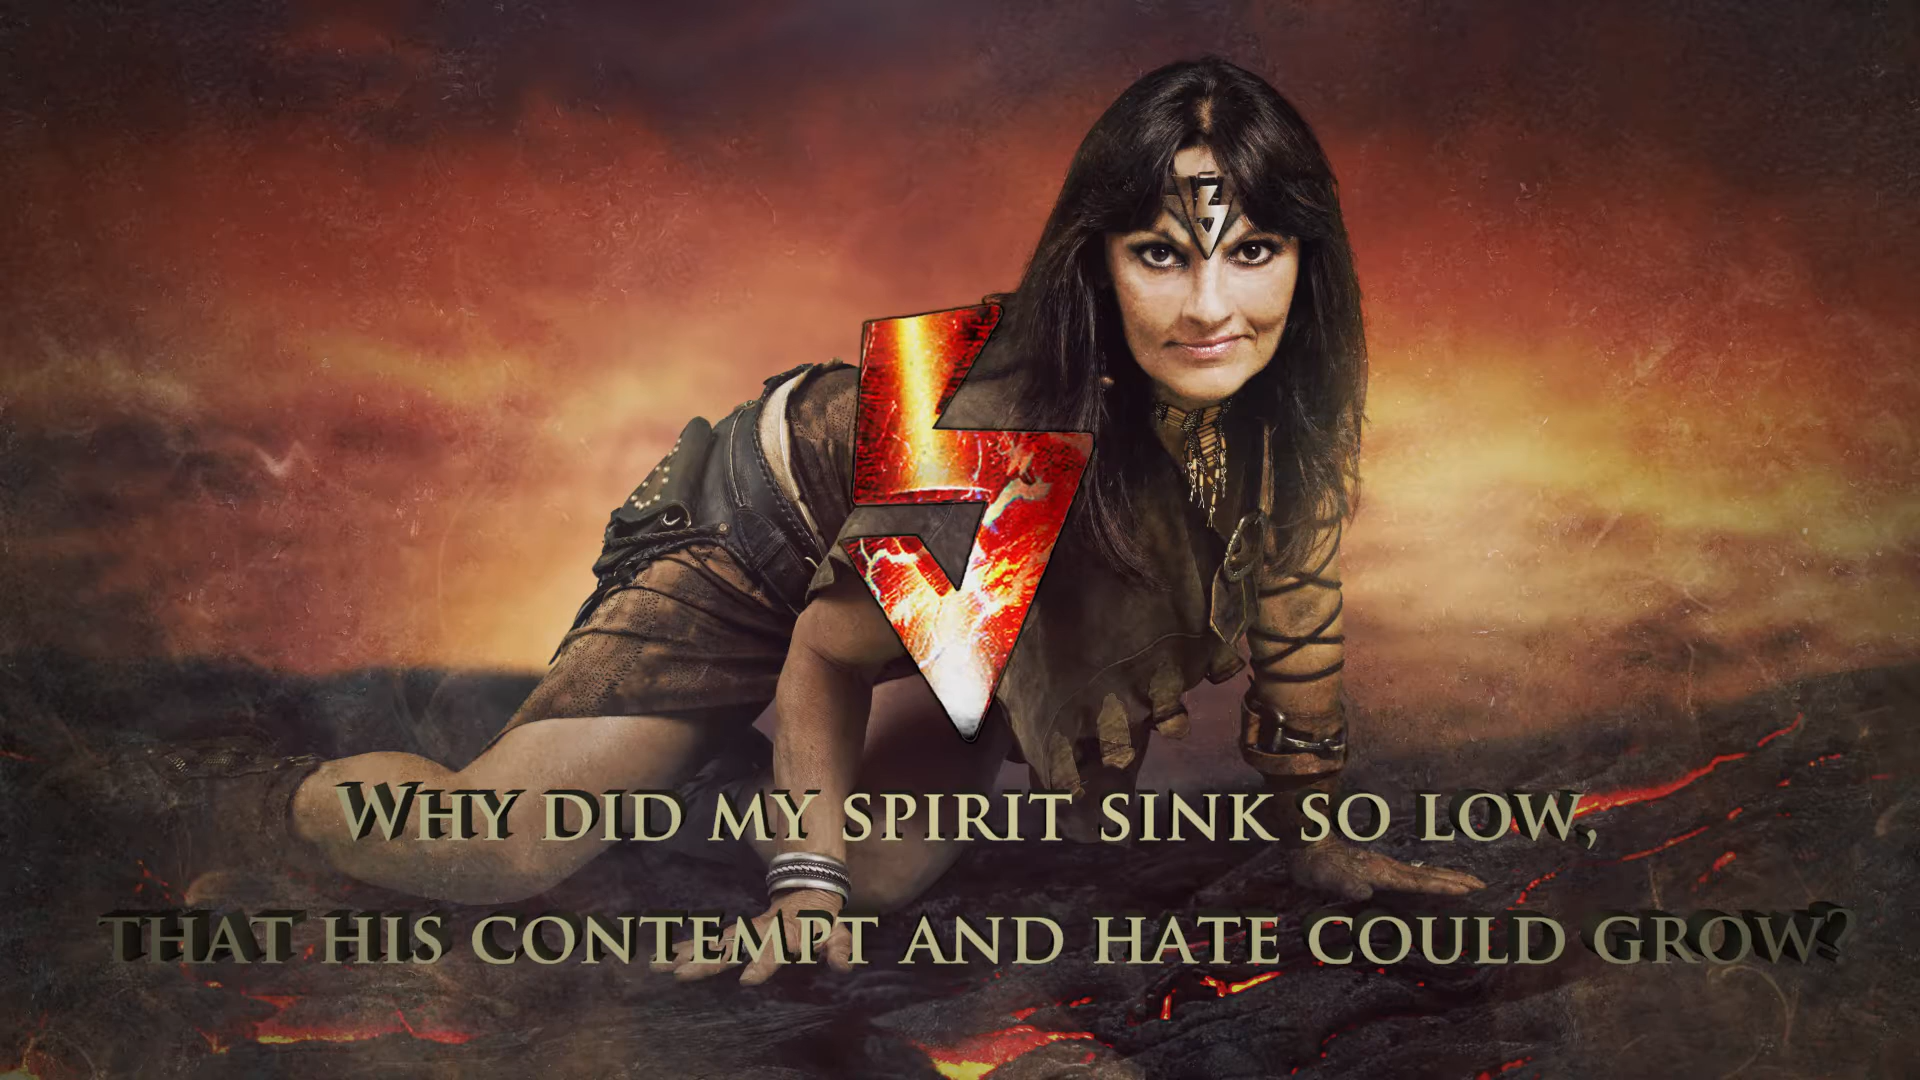 Why did my spirit sink so low,
that his contempt and hate could grow?